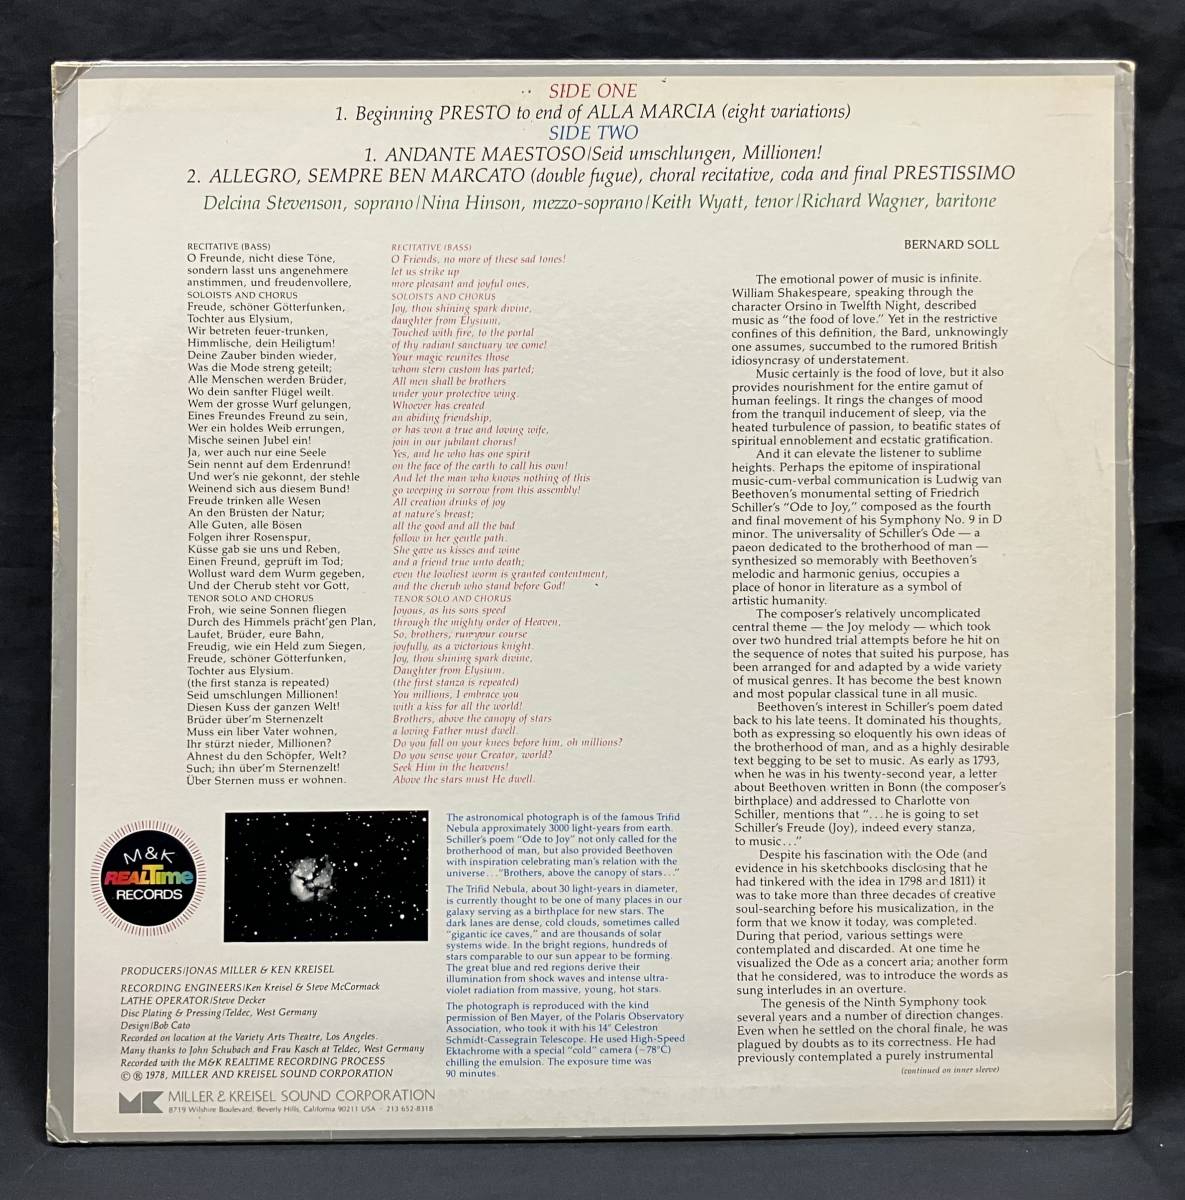 SIDE ONE
1. Beginning PRESTO to end of ALLA MARCIA (eight variations)
SIDE TWO
1. ANDANTE MAESTOSO/Seid umschlungen, Millionen!
2. ALLEGRO, SEMPRE BEN MARCATO (double fugue), choral recitative, coda and final PRESTISSIMO
Delcina Stevenson, soprano/Nina Hinson, mezzo-soprano/Keith Wyatt, tenor/Richard Wagner, baritone
RECITATIVE (BASS)
O Freunde, nicht diese Töne,
sondern lasst uns angenehmere
anstimmen, und freudenvollere,
SOLOISTS AND CHORUS
Freude, schöner Götterfunken,
Tochter aus Elysium,
Wir betreten feuer-trunken,
Himmlische, dein Heiligtum!
Deine Zauber binden wieder,
Was die Mode streng geteilt;
Alle Menschen werden Brüder,
Wo dein sanfter Flügel weilt.
Wem der grosse Wurf gelungen,
Eines Freundes Freund zu sein,
Wer ein holdes Weib errungen,
Mische seinen Jubel ein!
Ja, wer auch nur eine Seele
Sein nennt auf dem Erdenrund!
Und wer's nie gekonnt, der stehle
Weinend sich aus diesem Bund!
Freude trinken alle Wesen
An den Brüsten der Natur;
Alle Guten, alle Bösen
Folgen ihrer Rosenspur,
Küsse gab sie uns und Reben,
Einen Freund, geprüft im Tod;
Wollust ward dem Wurm gegeben,
Und der Cherub steht vor Gott,
TENOR SOLO AND CHORUS
Froh, wie seine Sonnen fliegen
Durch des Himmels prächt'gen Plan,
Laufet, Brüder, eure Bahn,
Freudig, wie ein Held zum Siegen,
Freude, schöner Götterfunken,
Tochter aus Elysium.
(the first stanza is repeated)
Seid umschlungen Millionen!
Diesen Kuss der ganzen Welt!
Brüder über'm Sternenzelt
Muss ein liber Vater wohnen,
Ihr stürzt nieder, Millionen?
Ahnest du den Schöpfer, Welt?
Such; ihn über'm Sternenzelt!
Über Sternen muss er wohnen.
RECITATIVE (BASS)
O Friends, no more of these sad tones!
let us strike up
more pleasant and joyful ones,
SOLOISTS AND CHORUS
Joy, thou shining spark divine,
daughter from Elysium,
Touched with fire, to the portal
of thy radiant sanctuary we come!
Your magic reunites those
whom stern custom has parted;
All men shall be brothers
under your protective wing.
Whoever has created
an abiding friendship,
or has won a true and loving wife,
join in our jubilant chorus!
Yes, and he who has one spirit
on the face of the earth to call his own!
And let the man who knows nothing of this
go weeping in sorrow from this assembly!
All creation drinks of joy
at nature's breast;
all the good and all the bad
follow in her gentle path.
She gave us kisses and wine
and a friend true unto death;
even the lowliest worm is granted contentment,
and the cherub who stand before God!
TENOR SOLO AND CHORUS
Joyous, as his sons speed
through the mighty order of Heaven,
So, brothers, run your course
joyfully, as a victorious knight.
Joy, thou shining spark divine,
Daughter from Elysium.
(the first stanza is repeated)
You millions, I embrace you
with a kiss for all the world!
Brothers, above the canopy of stars
a loving Father must dwell.
Do you fall on your knees before him, oh millions?
Do you sense your Creator, world?
Seek Him in the heavens!
Above the stars must He dwell.
BERNARD SOLL
The emotional power of music is infinite.
William Shakespeare, speaking through the
character Orsino in Twelfth Night, described
music as “the food of love.” Yet in the restrictive
confines of this definition, the Bard, unknowingly
one assumes, succumbed to the rumored British
idiosyncrasy of understatement.
Music certainly is the food of love, but it also
provides nourishment for the entire gamut of
human feelings. It rings the changes of mood
from the tranquil inducement of sleep, via the
heated turbulence of passion, to beatific states of
spiritual ennoblement and ecstatic gratification.
And it can elevate the listener to sublime
heights. Perhaps the epitome of inspirational
music-cum-verbal communication is Ludwig van
Beethoven's monumental setting of Friedrich
Schiller's “Ode to Joy,” composed as the fourth
and final movement of his Symphony No. 9 in D
minor. The universality of Schiller's Ode — a
paeon dedicated to the brotherhood of man —
synthesized so memorably with Beethoven's
melodic and harmonic genius, occupies a
place of honor in literature as a symbol of
artistic humanity.
The composer's relatively uncomplicated
central theme — the Joy melody — which took
over two hundred trial attempts before he hit on
the sequence of notes that suited his purpose, has
been arranged for and adapted by a wide variety
of musical genres. It has become the best known
and most popular classical tune in all music.
Beethoven's interest in Schiller's poem dated
back to his late teens. It dominated his thoughts,
both as expressing so eloquently his own ideas of
the brotherhood of man, and as a highly desirable
text begging to be set to music. As early as 1793,
when he was in his twenty-second year, a letter
about Beethoven written in Bonn (the composer's
birthplace) and addressed to Charlotte von
Schiller, mentions that “...he is going to set
Schiller's Freude (Joy), indeed every stanza,
to music...”
Despite his fascination with the Ode (and
evidence in his sketchbooks disclosing that he
had tinkered with the idea in 1798 and 1811) it
was to take more than three decades of creative
soul-searching before his musicalization, in the
form that we know it today, was completed.
During that period, various settings were
contemplated and discarded. At one time he
visualized the Ode as a concert aria; another form
that he considered, was to introduce the words as
sung interludes in an overture.
The genesis of the Ninth Symphony took
several years and a number of direction changes.
Even when he settled on the choral finale, he was
plagued by doubts as to its correctness. He had
previously contemplated a purely instrumental
(continued on inner sleeve)
M & K
REALTime
RECORDS
The astronomical photograph is of the famous Trifid
Nebula approximately 3000 light-years from earth.
Schiller's poem “Ode to Joy” not only called for the
brotherhood of man, but also provided Beethoven
with inspiration celebrating man's relation with the
universe...“Brothers, above the canopy of stars...”
The Trifid Nebula, about 30 light-years in diameter,
is currently thought to be one of many places in our
galaxy serving as a birthplace for new stars. The
dark lanes are dense, cold clouds, sometimes called
“gigantic ice caves,” and are thousands of solar
systems wide. In the bright regions, hundreds of
stars comparable to our sun appear to be forming.
The great blue and red regions derive their
illumination from shock waves and intense ultra-
violet radiation from massive, young, hot stars.
The photograph is reproduced with the kind
permission of Ben Mayer, of the Polaris Observatory
Association, who took it with his 14" Celestron
Schmidt-Cassegrain Telescope. He used High-Speed
Ektachrome with a special “cold” camera (−78°C)
chilling the emulsion. The exposure time was
90 minutes.
PRODUCERS/JONAS MILLER & KEN KREISEL
RECORDING ENGINEERS/Ken Kreisel & Steve McCormack
LATHE OPERATOR/Steve Decker
Disc Plating & Pressing/Teldec, West Germany
Design/Bob Cato
Recorded on location at the Variety Arts Theatre, Los Angeles.
Many thanks to John Schubach and Frau Kasch at Teldec, West Germany
Recorded with the M&K REALTIME RECORDING PROCESS
© ℗ 1978, MILLER AND KREISEL SOUND CORPORATION
MK MILLER & KREISEL SOUND CORPORATION
8719 Wilshire Boulevard, Beverly Hills, California 90211 USA · 213 652-8318